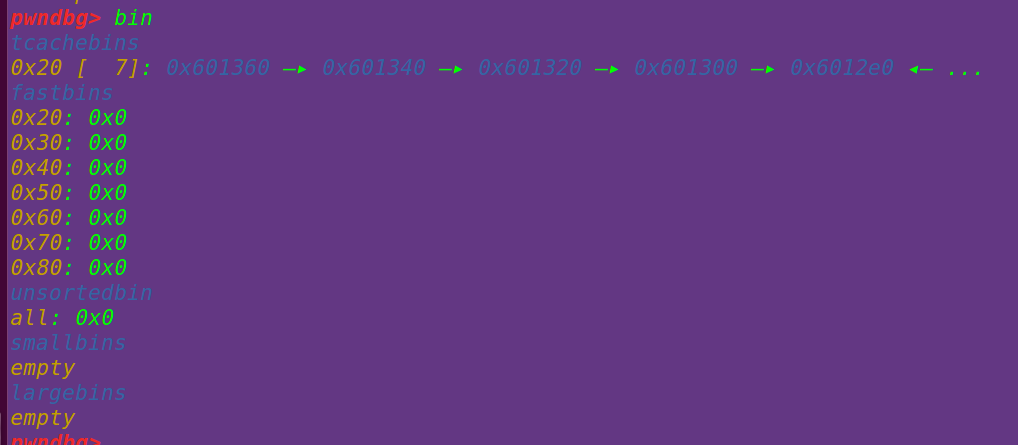 pwndbg> bin
tcachebins
0x20 [  7]: 0x601360 —▸ 0x601340 —▸ 0x601320 —▸ 0x601300 —▸ 0x6012e0 ◂— ...
fastbins
0x20: 0x0
0x30: 0x0
0x40: 0x0
0x50: 0x0
0x60: 0x0
0x70: 0x0
0x80: 0x0
unsortedbin
all: 0x0
smallbins
empty
largebins
empty
pwndbg>